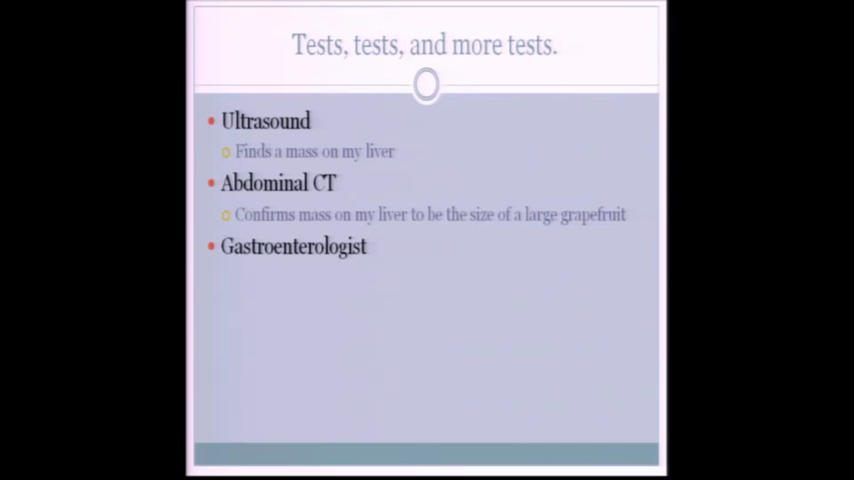 Tests, tests, and more tests.
Ultrasound
Finds a mass on my liver
Abdominal CT
Confirms mass on my liver to be the size of a large grapefruit
Gastroenterologist